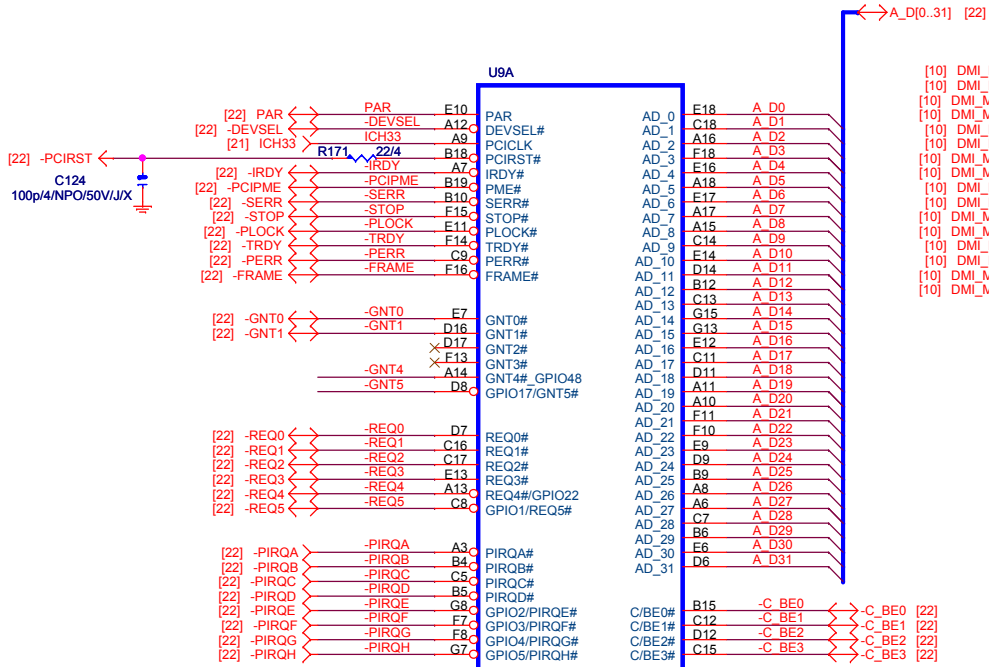 A_D[0..31] [22]
U9A
[22] PAR PAR E10 PAR
[22] -DEVSEL -DEVSEL A12 DEVSEL#
[21] ICH33 ICH33 A9 PCICLK
[22] -PCIRST R171 22/4 B18 PCIRST#
[22] -IRDY -IRDY A7 IRDY#
[22] -PCIPME -PCIPME B19 PME#
[22] -SERR -SERR B10 SERR#
[22] -STOP -STOP F15 STOP#
[22] -PLOCK -PLOCK E11 PLOCK#
[22] -TRDY -TRDY F14 TRDY#
[22] -PERR -PERR C9 PERR#
[22] -FRAME -FRAME F16 FRAME#
C124
100p/4/NPO/50V/J/X
[22] -GNT0 -GNT0 E7 GNT0#
[22] -GNT1 -GNT1 D16 GNT1#
D17 GNT2#
F13 GNT3#
-GNT4 A14 GNT4#_GPIO48
-GNT5 D8 GPIO17/GNT5#
[22] -REQ0 -REQ0 D7 REQ0#
[22] -REQ1 -REQ1 C16 REQ1#
[22] -REQ2 -REQ2 C17 REQ2#
[22] -REQ3 -REQ3 E13 REQ3#
[22] -REQ4 -REQ4 A13 REQ4#/GPIO22
[22] -REQ5 -REQ5 C8 GPIO1/REQ5#
[22] -PIRQA -PIRQA A3 PIRQA#
[22] -PIRQB -PIRQB B4 PIRQB#
[22] -PIRQC -PIRQC C5 PIRQC#
[22] -PIRQD -PIRQD B5 PIRQD#
[22] -PIRQE -PIRQE G8 GPIO2/PIRQE#
[22] -PIRQF -PIRQF F7 GPIO3/PIRQF#
[22] -PIRQG -PIRQG F8 GPIO4/PIRQG#
[22] -PIRQH -PIRQH G7 GPIO5/PIRQH#
AD_0 E18 A_D0
AD_1 C18 A_D1
AD_2 A16 A_D2
AD_3 F18 A_D3
AD_4 E16 A_D4
AD_5 A18 A_D5
AD_6 E17 A_D6
AD_7 A17 A_D7
AD_8 A15 A_D8
AD_9 C14 A_D9
AD_10 E14 A_D10
AD_11 D14 A_D11
AD_12 B12 A_D12
AD_13 C13 A_D13
AD_14 G15 A_D14
AD_15 G13 A_D15
AD_16 E12 A_D16
AD_17 C11 A_D17
AD_18 D11 A_D18
AD_19 A11 A_D19
AD_20 A10 A_D20
AD_21 F11 A_D21
AD_22 F10 A_D22
AD_23 E9 A_D23
AD_24 D9 A_D24
AD_25 B9 A_D25
AD_26 A8 A_D26
AD_27 A6 A_D27
AD_28 C7 A_D28
AD_29 B6 A_D29
AD_30 E6 A_D30
AD_31 D6 A_D31
C/BE0# B15 -C_BE0 -C_BE0 [22]
C/BE1# C12 -C_BE1 -C_BE1 [22]
C/BE2# D12 -C_BE2 -C_BE2 [22]
C/BE3# C15 -C_BE3 -C_BE3 [22]
[10] DMI_
[10] DMI_
[10] DMI_M
[10] DMI_M
[10] DMI_
[10] DMI_
[10] DMI_M
[10] DMI_M
[10] DMI_
[10] DMI_
[10] DMI_M
[10] DMI_M
[10] DMI_
[10] DMI_
[10] DMI_M
[10] DMI_M